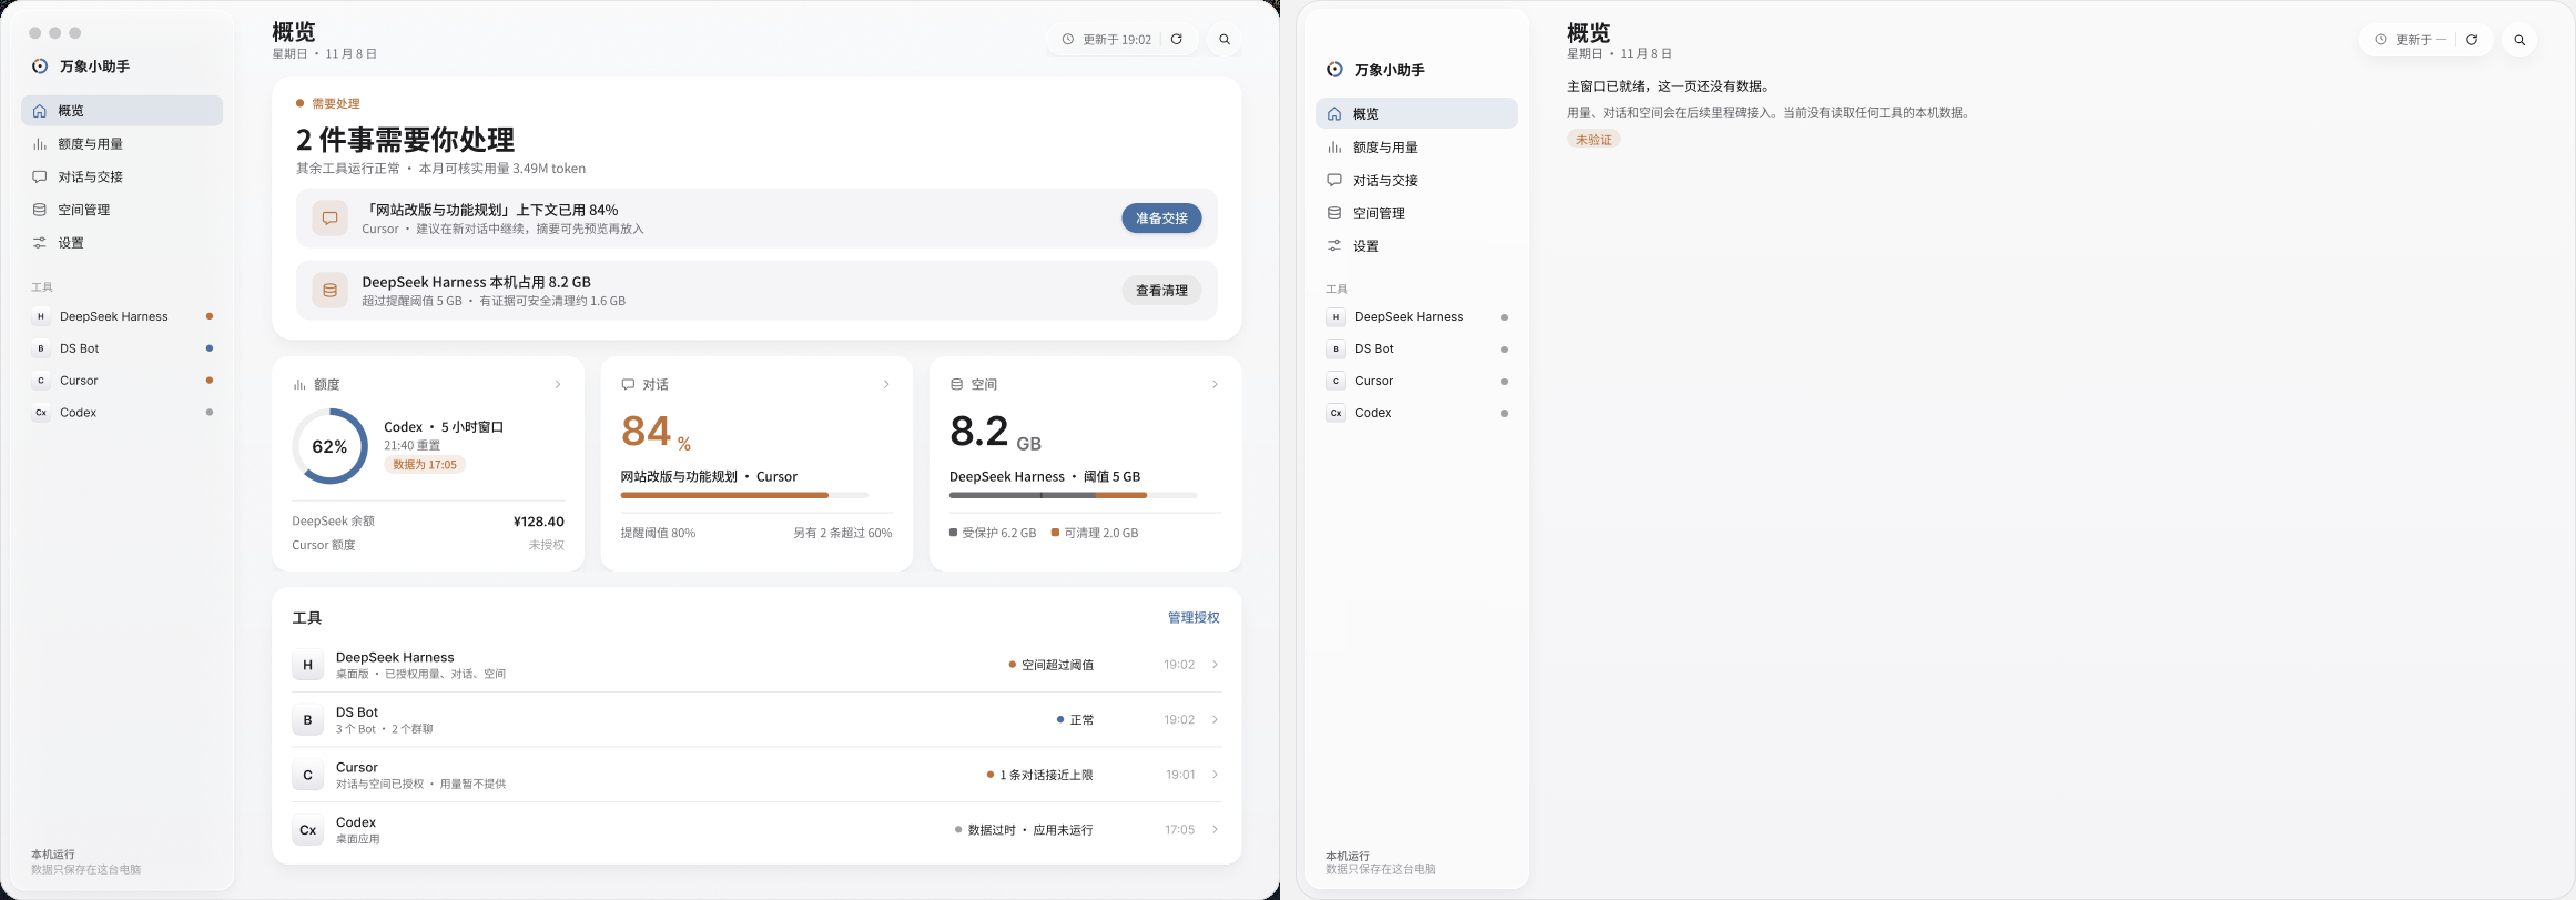 万象小助手
概览
额度与用量
对话与交接
空间管理
设置
工具
H DeepSeek Harness
B DS Bot
C Cursor
Cx Codex
本机运行
数据只保存在这台电脑
概览
星期日 · 11 月 8 日
更新于 19:02
需要处理
2 件事需要你处理
其余工具运行正常 · 本月可核实用量 3.49M token
「网站改版与功能规划」上下文已用 84%
Cursor · 建议在新对话中继续，摘要可先预览再放入
准备交接
DeepSeek Harness 本机占用 8.2 GB
超过提醒阈值 5 GB · 有证据可安全清理约 1.6 GB
查看清理
额度
62%
Codex · 5 小时窗口
21:40 重置
数据为 17:05
DeepSeek 余额 ¥128.40
Cursor 额度 未授权
对话
84 %
网站改版与功能规划 · Cursor
提醒阈值 80% 另有 2 条超过 60%
空间
8.2 GB
DeepSeek Harness · 阈值 5 GB
受保护 6.2 GB 可清理 2.0 GB
工具 管理授权
H DeepSeek Harness
桌面版 · 已授权用量、对话、空间
空间超过阈值 19:02
B DS Bot
3 个 Bot · 2 个群聊
正常 19:02
C Cursor
对话与空间已授权 · 用量暂不提供
1 条对话接近上限 19:01
Cx Codex
桌面应用
数据过时 · 应用未运行 17:05
万象小助手
概览
额度与用量
对话与交接
空间管理
设置
工具
H DeepSeek Harness
B DS Bot
C Cursor
Cx Codex
本机运行
数据只保存在这台电脑
概览
星期日 · 11 月 8 日
更新于 —
主窗口已就绪，这一页还没有数据。
用量、对话和空间会在后续里程碑接入。当前没有读取任何工具的本机数据。
未验证